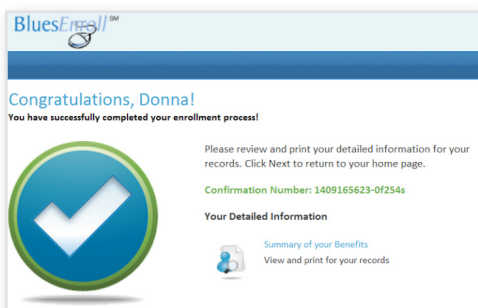 BluesEnroll SM
Congratulations, Donna!
You have successfully completed your enrollment process!
Please review and print your detailed information for your
records. Click Next to return to your home page.
Confirmation Number: 1409165623-0f254s
Your Detailed Information
Summary of your Benefits
View and print for your records